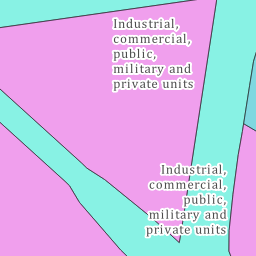 Industrial,
commercial,
public,
military and
private units
Industrial,
commercial,
public,
military and
private units